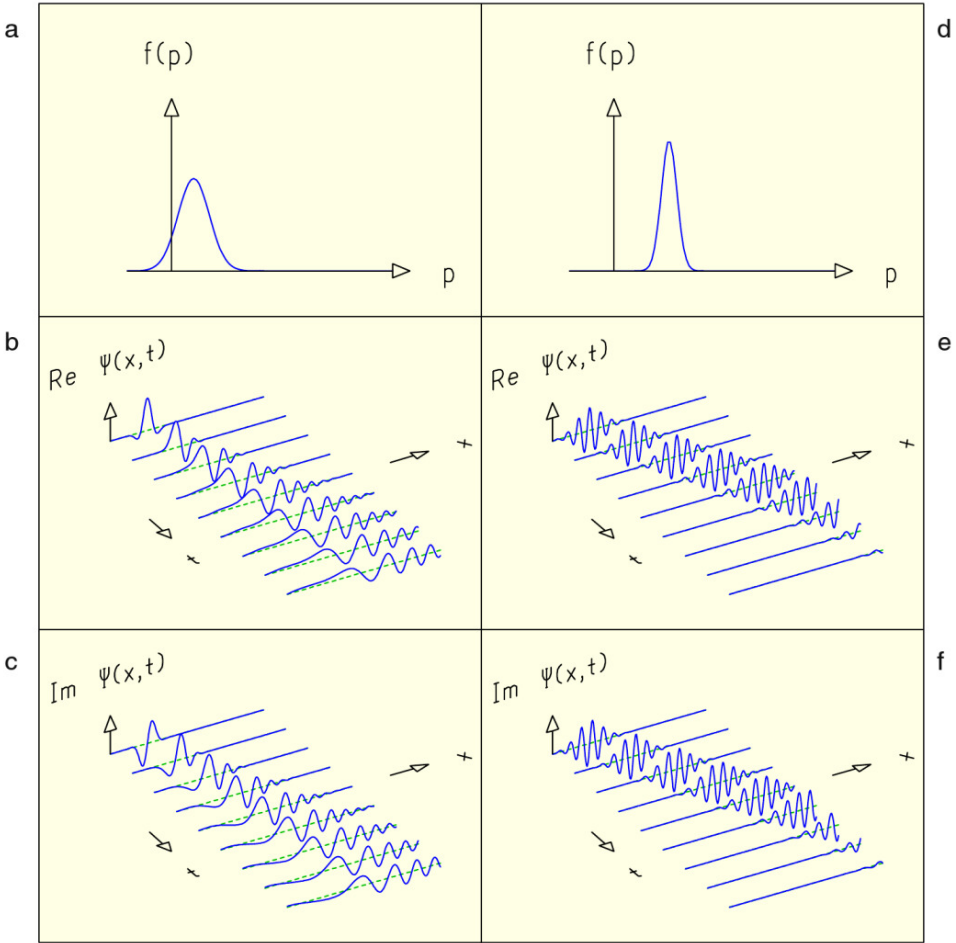 a
f(p)
p
d
f(p)
p
b
Re ψ(x,t)
x
t
e
Re ψ(x,t)
x
t
c
Im ψ(x,t)
x
t
f
Im ψ(x,t)
x
t